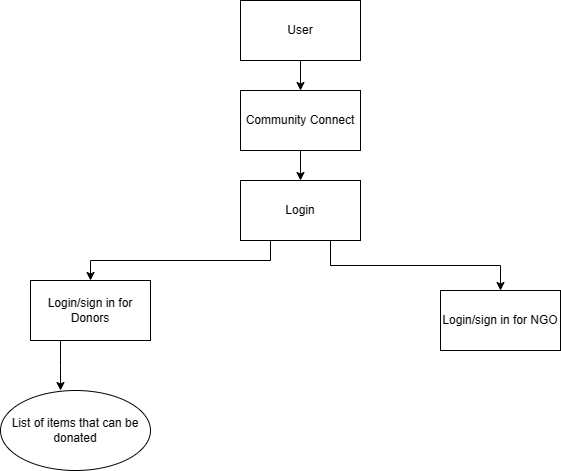 User
Community Connect
Login
Login/sign in for
Donors
Login/sign in for NGO
List of items that can be
donated